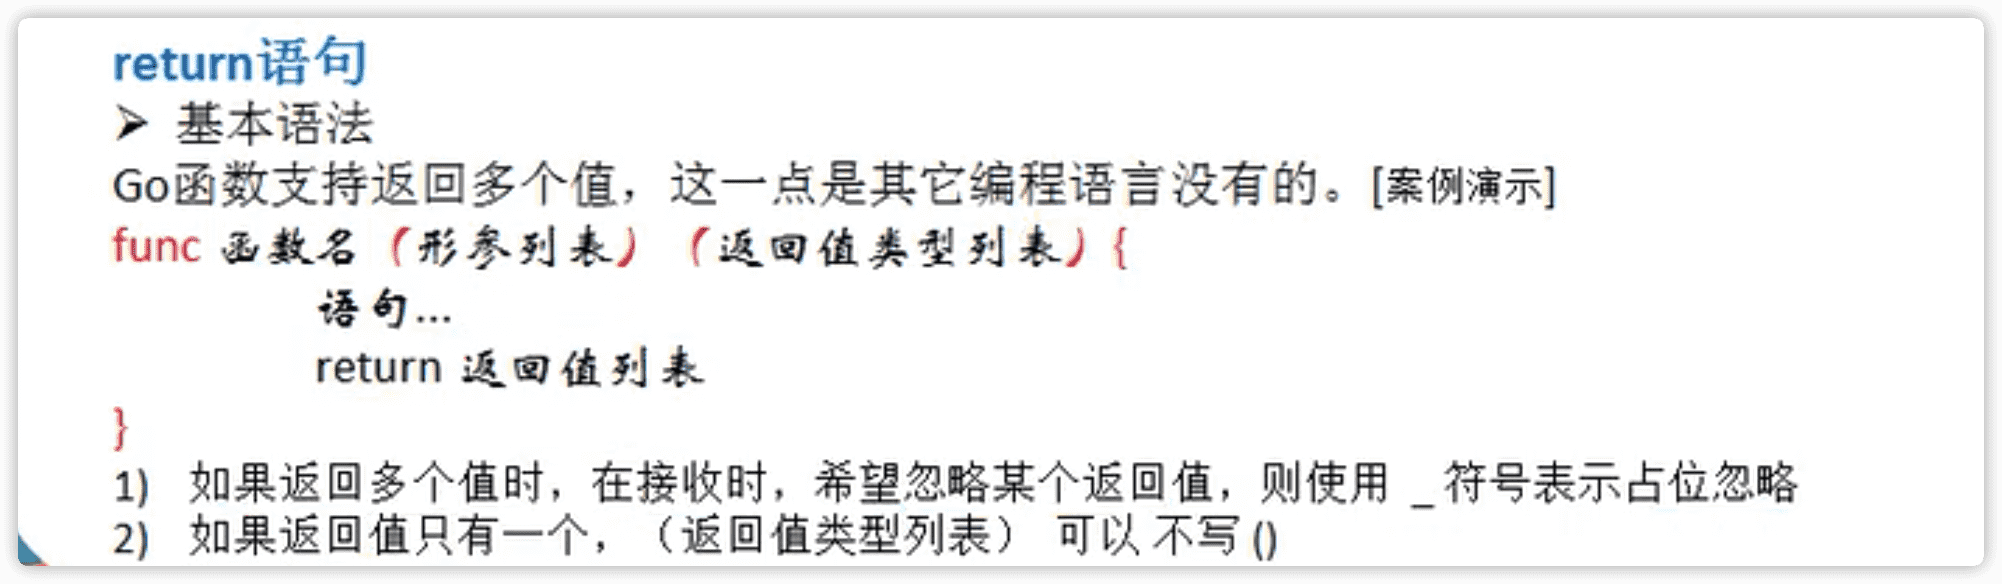 return语句
➢ 基本语法
Go函数支持返回多个值，这一点是其它编程语言没有的。[案例演示]
func 函数名（形参列表）（返回值类型列表）{
语句...
return 返回值列表
}
1) 如果返回多个值时，在接收时，希望忽略某个返回值，则使用 _ 符号表示占位忽略
2) 如果返回值只有一个，（返回值类型列表） 可以 不写 ()